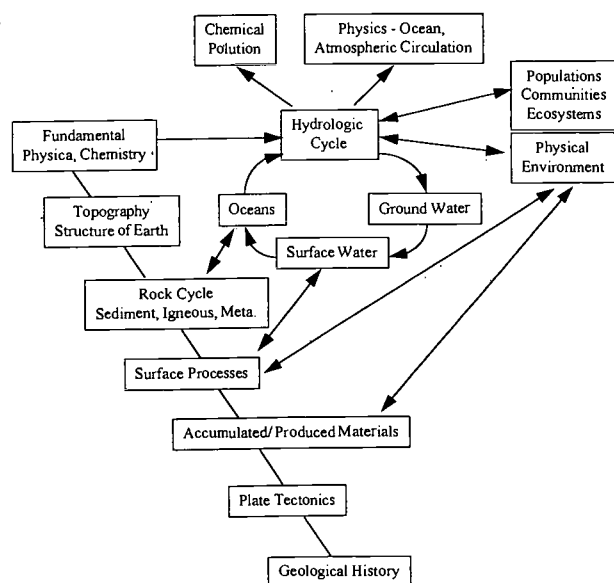 Chemical
Polution
Physics - Ocean,
Atmospheric Circulation
Populations
Communities
Ecosystems
Fundamental
Physica, Chemistry
Hydrologic
Cycle
Physical
Environment
Topography
Structure of Earth
Oceans
Ground Water
Surface Water
Rock Cycle
Sediment, Igneous, Meta.
Surface Processes
Accumulated/ Produced Materials
Plate Tectonics
Geological History